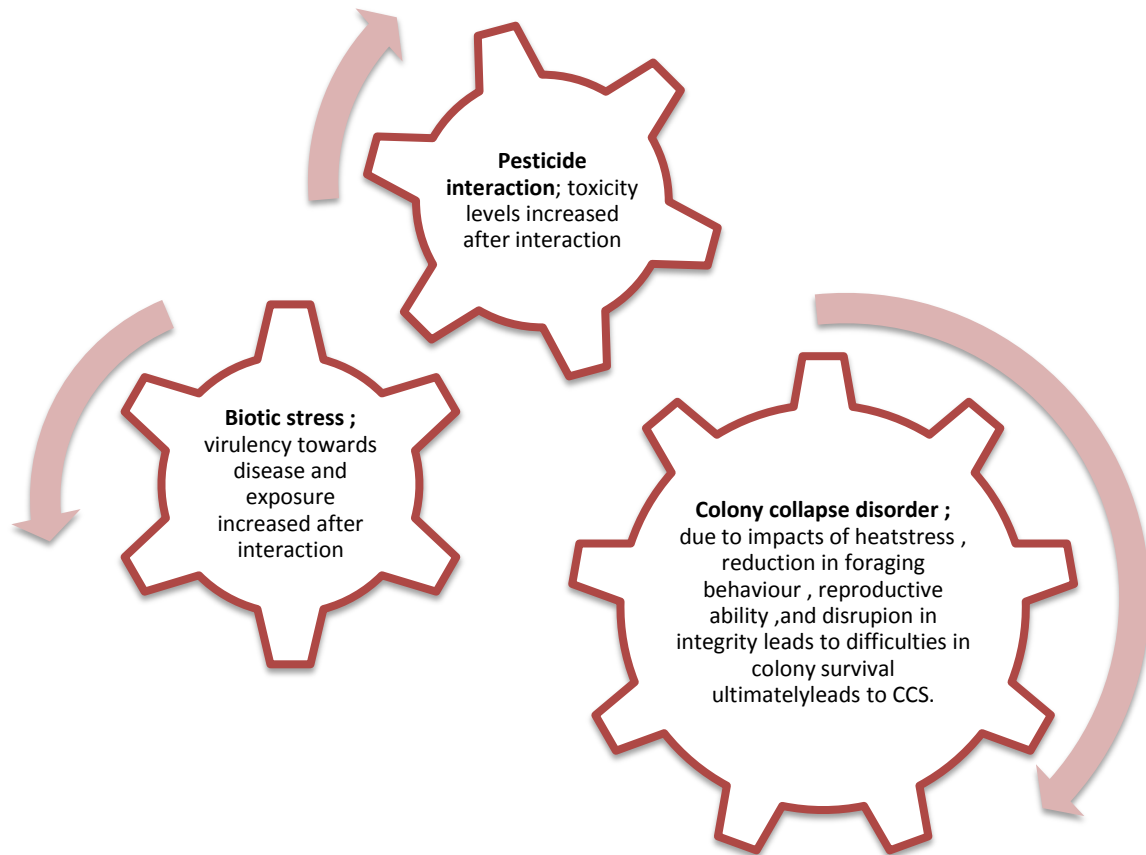 Pesticide
interaction; toxicity
levels increased
after interaction
Biotic stress ;
virulency towards
disease and
exposure
increased after
interaction
Colony collapse disorder ;
due to impacts of heatstress ,
reduction in foraging
behaviour , reproductive
ability ,and disrupion in
integrity leads to difficulties in
colony survival
ultimatelyleads to CCS.